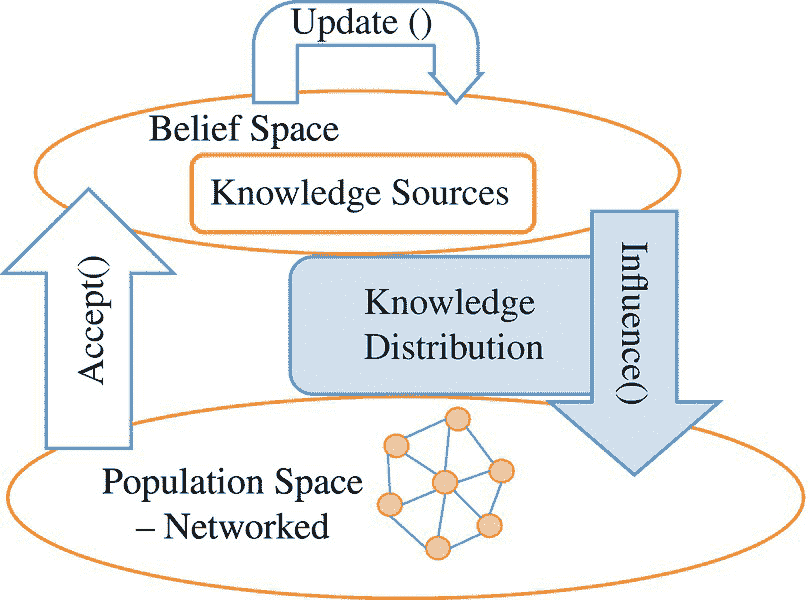 Update ()
Belief Space
Knowledge Sources
Accept()
Knowledge
Distribution
Influence()
Population Space
– Networked